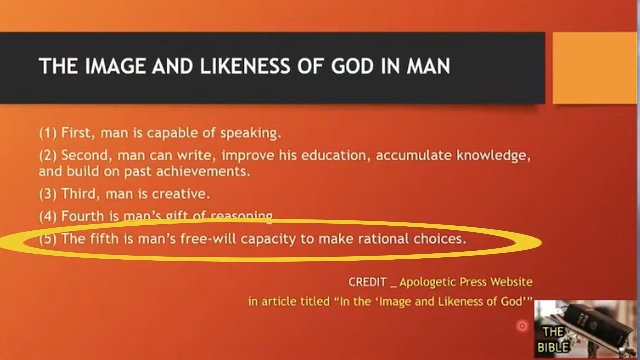 THE IMAGE AND LIKENESS OF GOD IN MAN
(1) First, man is capable of speaking.
(2) Second, man can write, improve his education, accumulate knowledge,
and build on past achievements.
(3) Third, man is creative.
(4) Fourth is man's gift of reasoning
(5) The fifth is man's free-will capacity to make rational choices.
CREDIT _ Apologetic Press Website
in article titled "In the 'Image and Likeness of God'"
THE
BIBLE